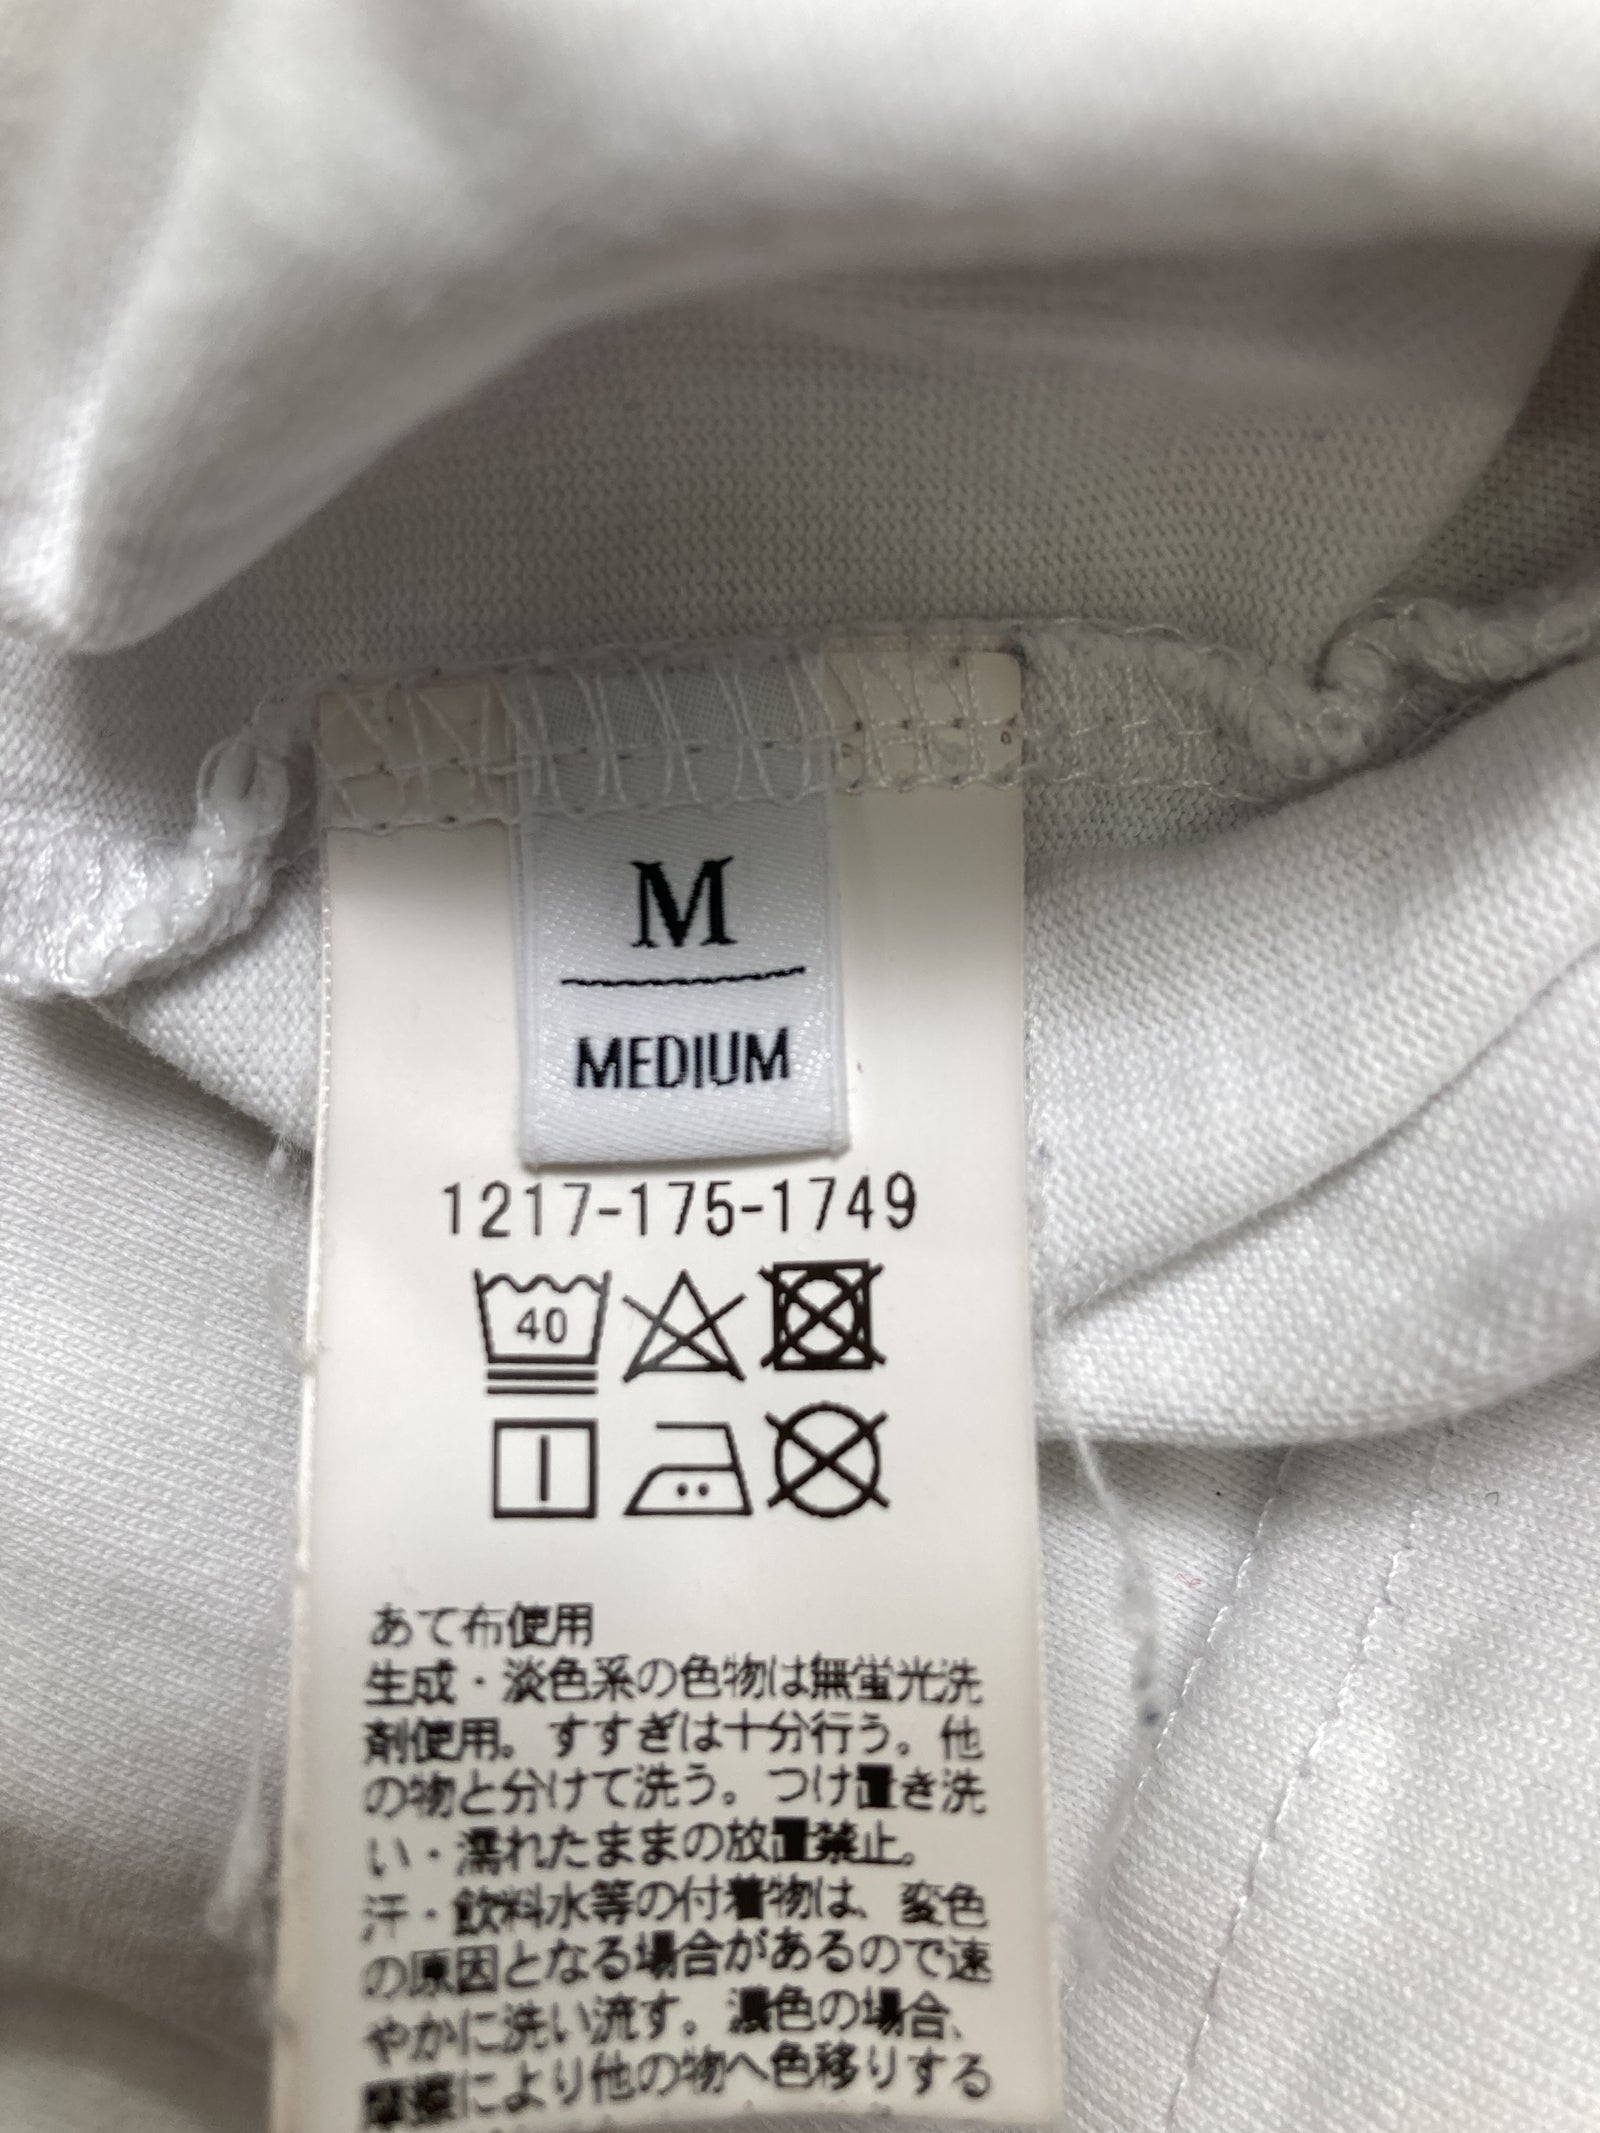 M
MEDIUM
1217-175-1749
40
あて布使用
生成・淡色系の色物は無蛍光洗
剤使用。すすぎは十分行う。他
の物と分けて洗う。つけ置き洗
い・濡れたままの放置禁止。
汗・飲料水等の付着物は、変色
の原因となる場合があるので速
やかに洗い流す。濃色の場合、
摩擦により他の物へ色移りする